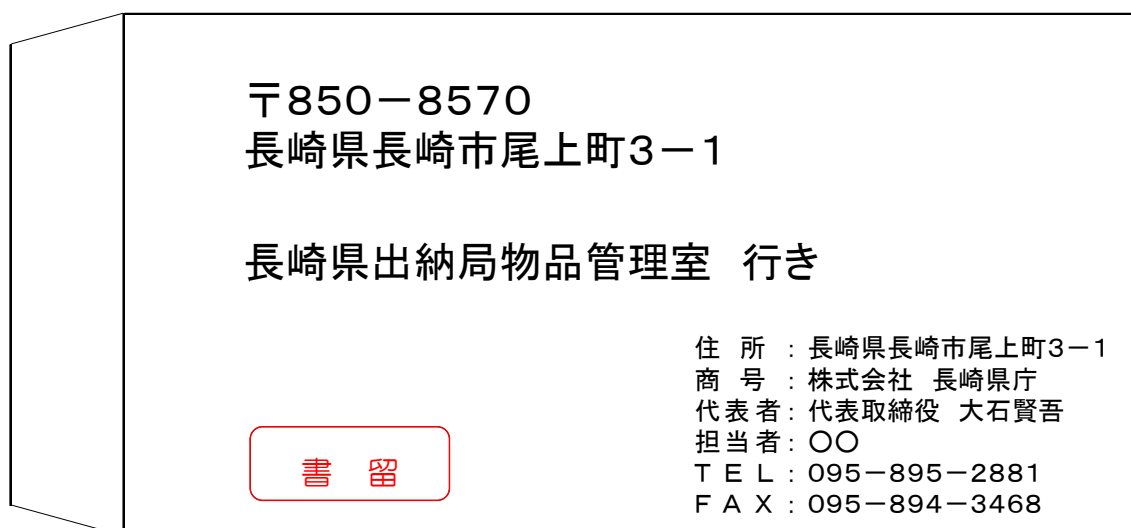 〒850－8570
長崎県長崎市尾上町3－1
長崎県出納局物品管理室　行き
住　所　：長崎県長崎市尾上町3－1
商　号　：株式会社　長崎県庁
代表者：代表取締役　大石賢吾
担当者：〇〇
ＴＥＬ：095－895－2881
ＦＡＸ：095－894－3468
書　留